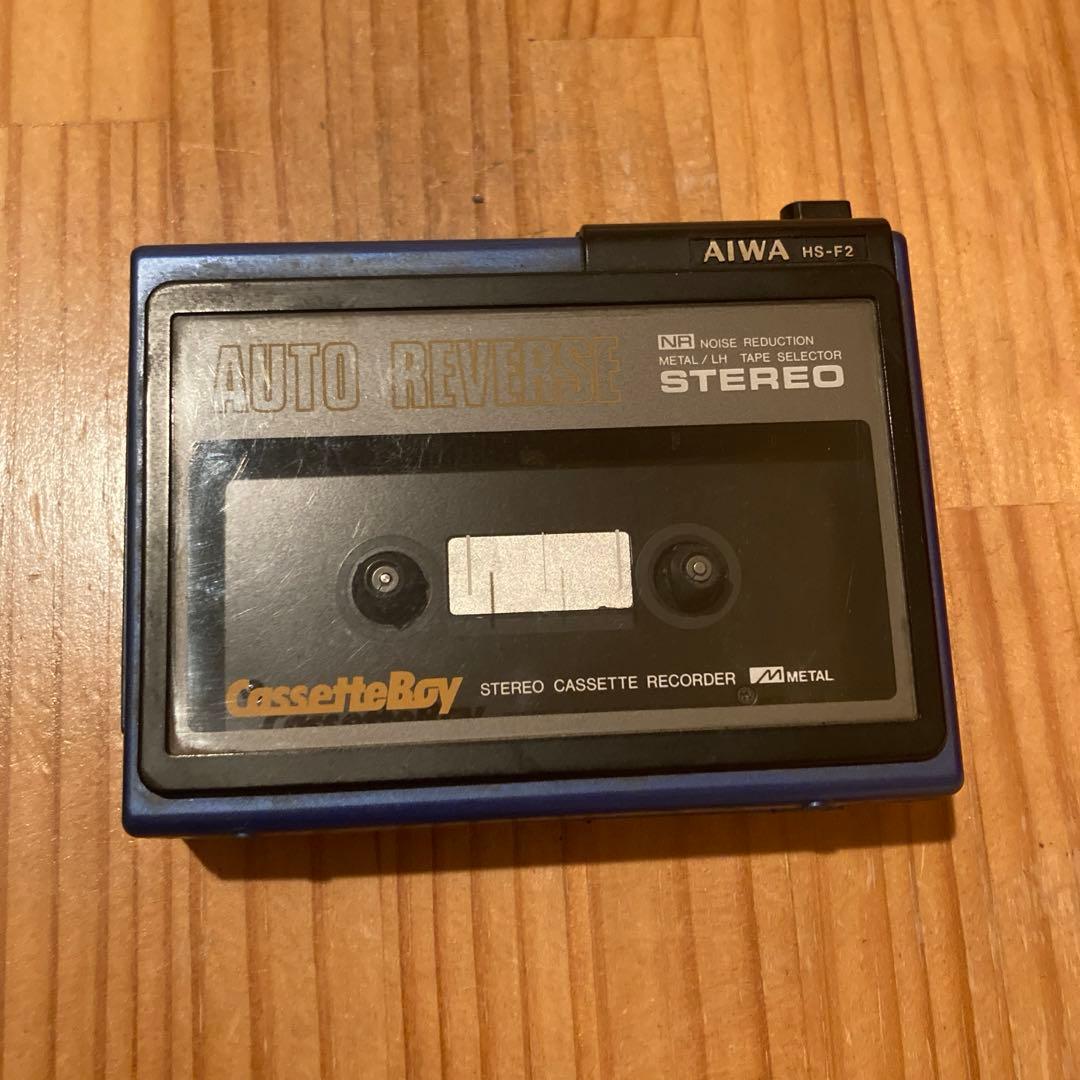 AIWA HS-F2
AUTO REVERSE
NR NOISE REDUCTION
METAL/LH TAPE SELECTOR
STEREO
CassetteBoy STEREO CASSETTE RECORDER M METAL